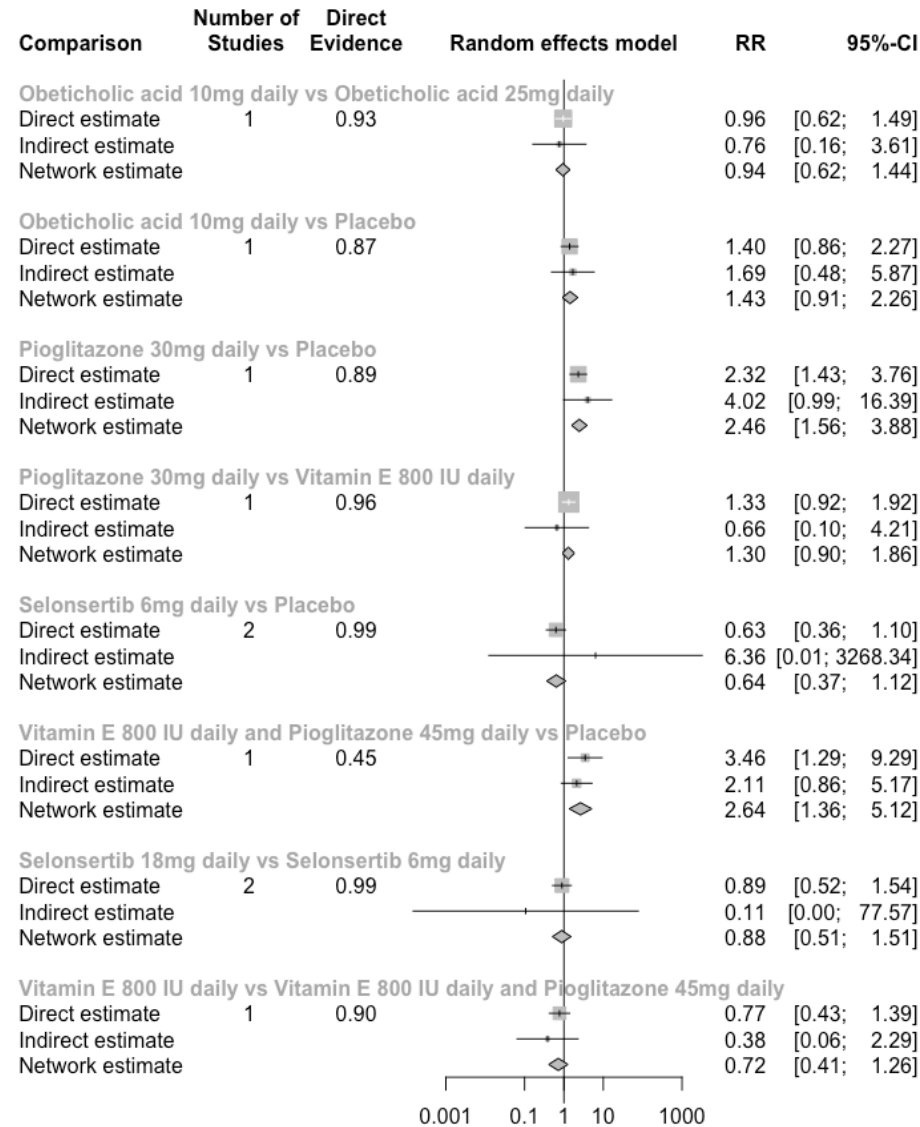 Comparison Number of Studies Direct Evidence Random effects model RR 95%-CI
Obeticholic acid 10mg daily vs Obeticholic acid 25mg daily
Direct estimate 1 0.93 0.96 [0.62; 1.49]
Indirect estimate 0.76 [0.16; 3.61]
Network estimate 0.94 [0.62; 1.44]
Obeticholic acid 10mg daily vs Placebo
Direct estimate 1 0.87 1.40 [0.86; 2.27]
Indirect estimate 1.69 [0.48; 5.87]
Network estimate 1.43 [0.91; 2.26]
Pioglitazone 30mg daily vs Placebo
Direct estimate 1 0.89 2.32 [1.43; 3.76]
Indirect estimate 4.02 [0.99; 16.39]
Network estimate 2.46 [1.56; 3.88]
Pioglitazone 30mg daily vs Vitamin E 800 IU daily
Direct estimate 1 0.96 1.33 [0.92; 1.92]
Indirect estimate 0.66 [0.10; 4.21]
Network estimate 1.30 [0.90; 1.86]
Selonsertib 6mg daily vs Placebo
Direct estimate 2 0.99 0.63 [0.36; 1.10]
Indirect estimate 6.36 [0.01; 3268.34]
Network estimate 0.64 [0.37; 1.12]
Vitamin E 800 IU daily and Pioglitazone 45mg daily vs Placebo
Direct estimate 1 0.45 3.46 [1.29; 9.29]
Indirect estimate 2.11 [0.86; 5.17]
Network estimate 2.64 [1.36; 5.12]
Selonsertib 18mg daily vs Selonsertib 6mg daily
Direct estimate 2 0.99 0.89 [0.52; 1.54]
Indirect estimate 0.11 [0.00; 77.57]
Network estimate 0.88 [0.51; 1.51]
Vitamin E 800 IU daily vs Vitamin E 800 IU daily and Pioglitazone 45mg daily
Direct estimate 1 0.90 0.77 [0.43; 1.39]
Indirect estimate 0.38 [0.06; 2.29]
Network estimate 0.72 [0.41; 1.26]
0.001 0.1 1 10 1000